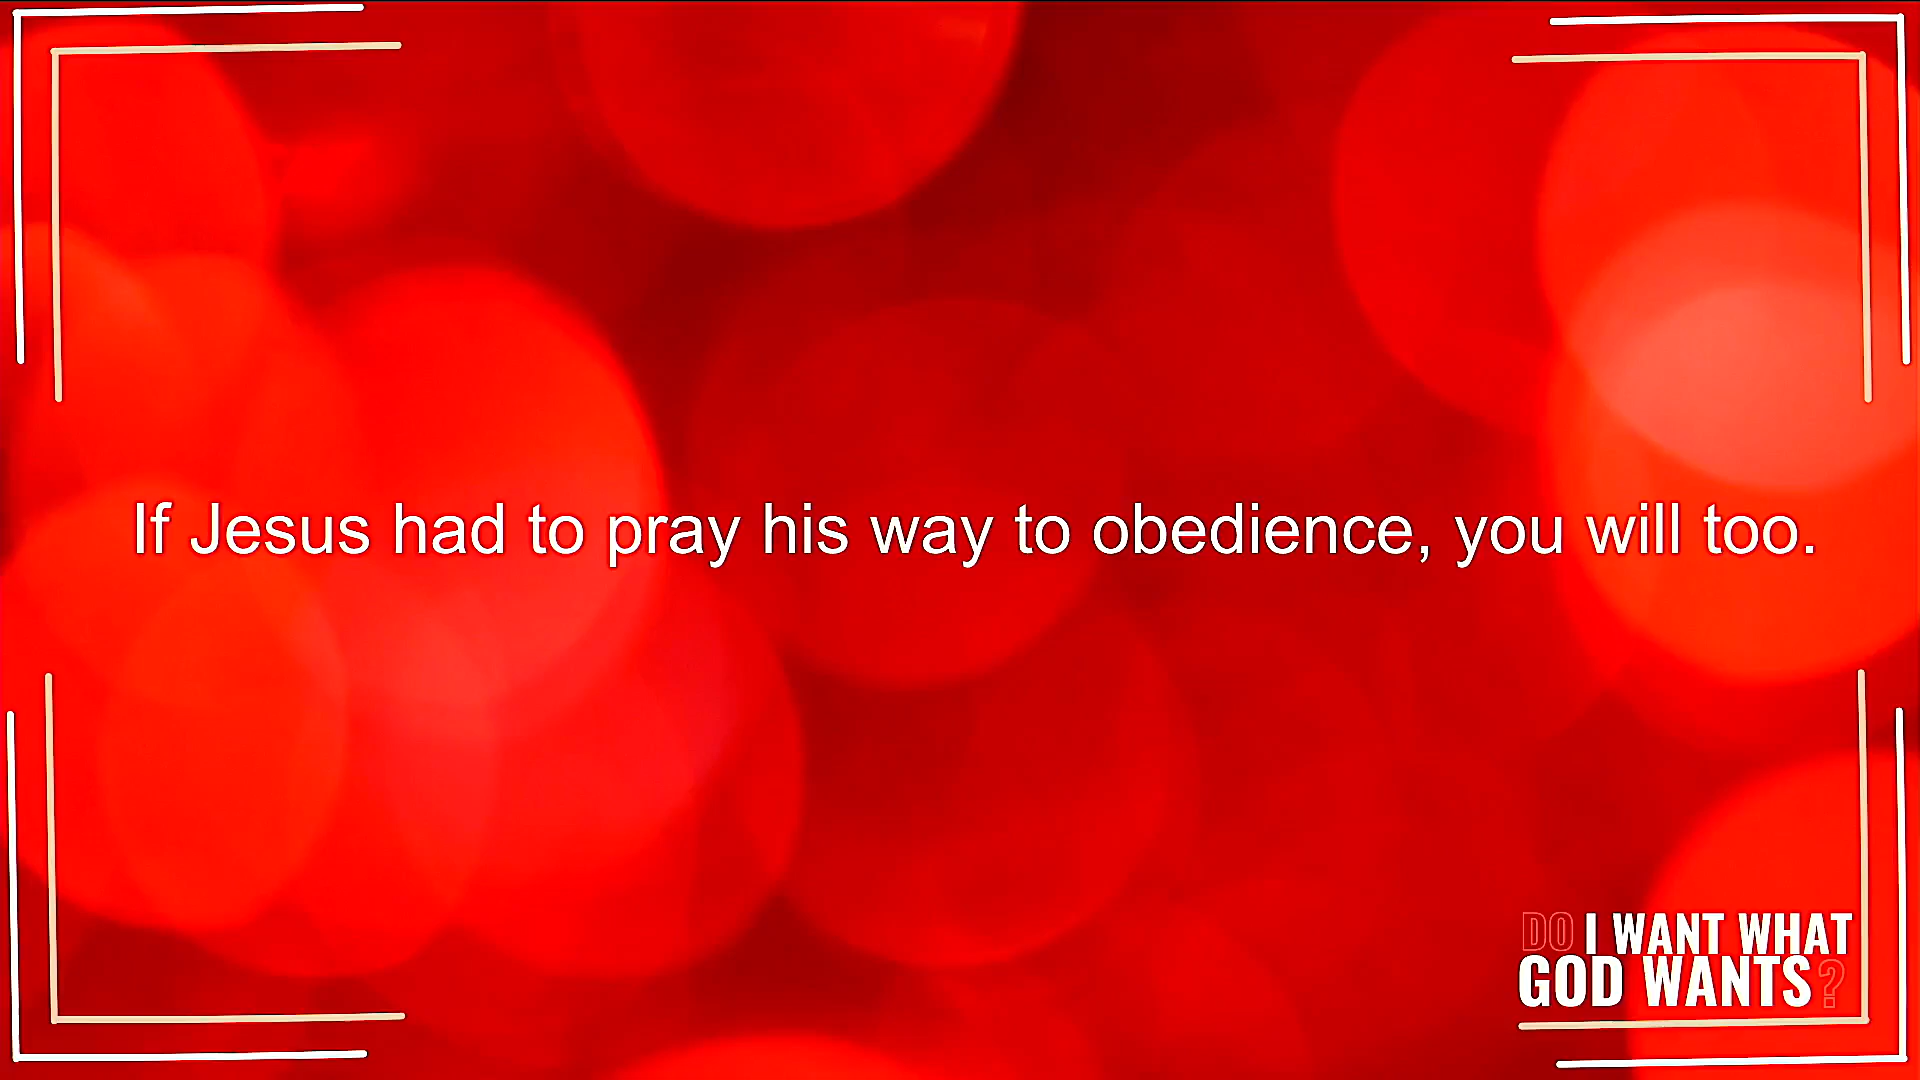 If Jesus had to pray his way to obedience, you will too.
DO I WANT WHAT
GOD WANTS?